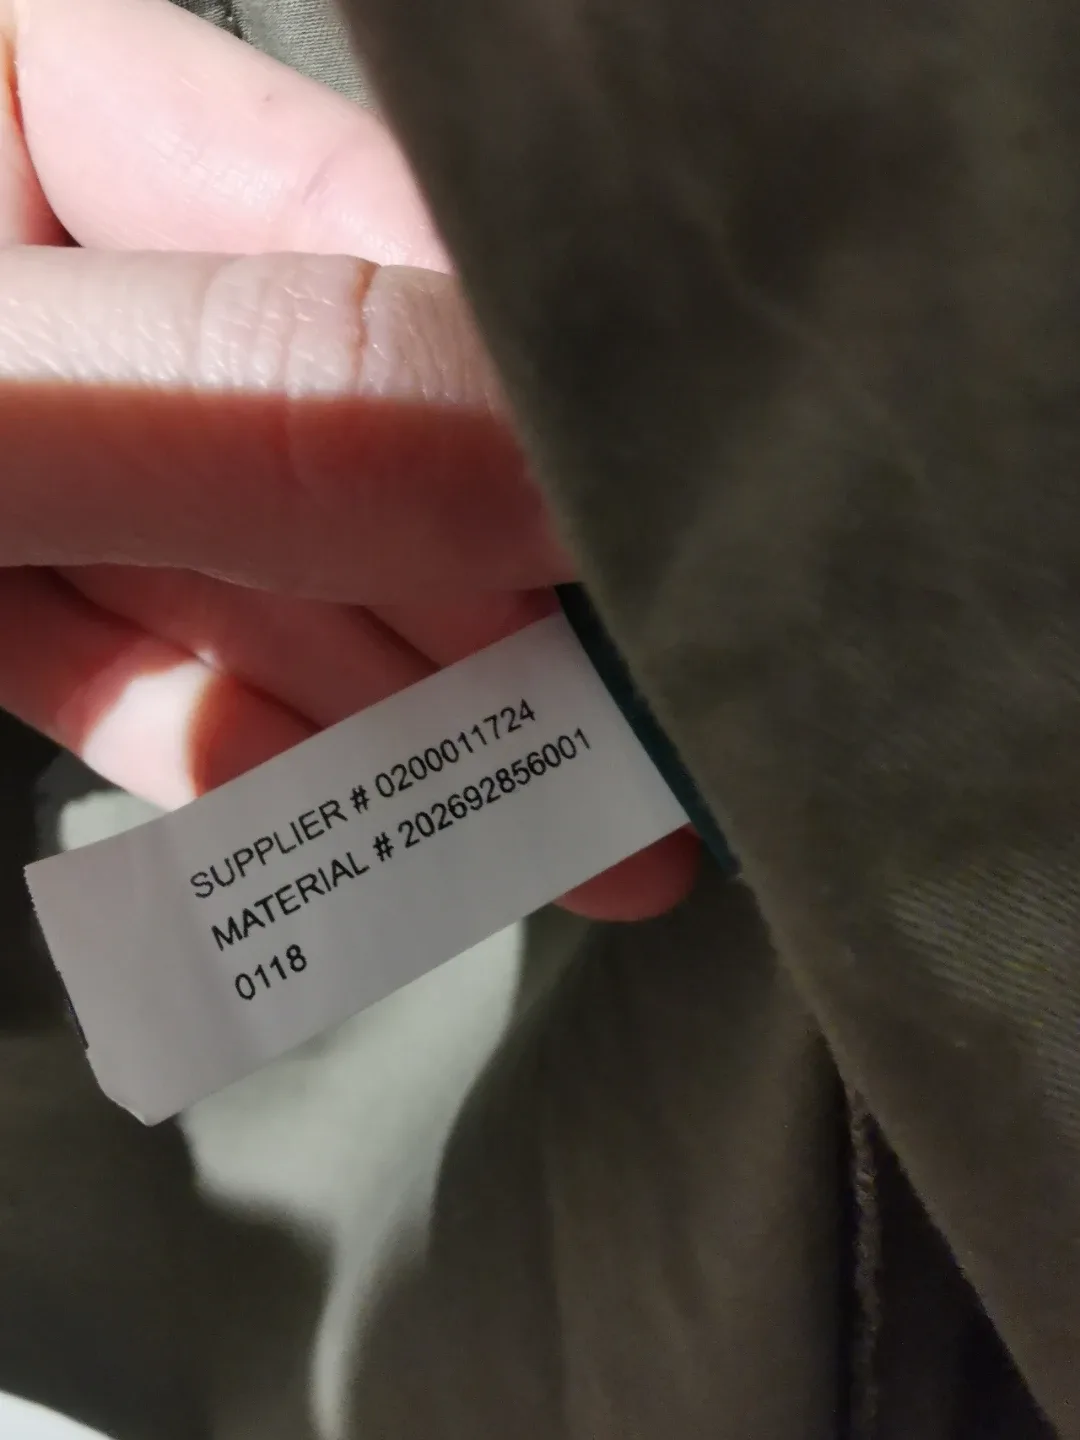 SUPPLIER # 0200011724
MATERIAL # 202692856001
0118